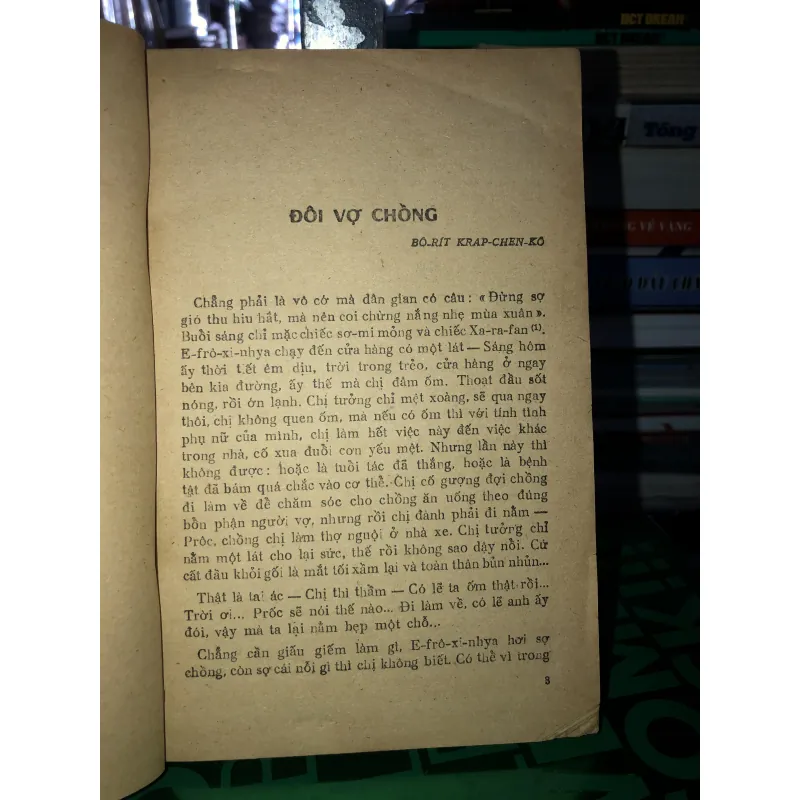 ĐÔI VỢ CHỒNG
BÔ-RÍT KRAP-CHEN-KÔ
Chẳng phải là vô cớ mà dân gian có câu : « Đừng sợ
gió thu hiu hắt, mà nên coi chừng nắng nhẹ mùa xuân ».
Buổi sáng chỉ mặc chiếc sơ-mi mỏng và chiếc Xa-ra-fan (1).
E-frô-xi-nhya chạy đến cửa hàng có một lát — Sáng hôm
ấy thời tiết êm dịu, trời trong trẻo, cửa hàng ở ngay
bên kia đường, ấy thế mà chị đâm ốm. Thoạt đầu sốt
nóng, rồi ớn lạnh. Chị tưởng chỉ mệt xoàng, sẽ qua ngay
thôi, chị không quen ốm, mà nếu có ốm thì với tính tình
phụ nữ của mình, chị làm hết việc này đến việc khác
trong nhà, cố xua đuổi cơn yếu mệt. Nhưng lần này thì
không được : hoặc là tuổi tác đã thắng, hoặc là bệnh
tật đã bám quá chắc vào cơ thể. Chị cố gượng đợi chồng
đi làm về để chăm sóc cho chồng ăn uống theo đúng
bổn phận người vợ, nhưng rồi chị đành phải đi nằm —
Prôc, chồng chị làm thợ nguội ở nhà xe. Chị tưởng chỉ
nằm một lát cho lại sức, thế rồi không sao dậy nổi. Cứ
cất đầu khỏi gối là mắt tối xầm lại và toàn thân bủn nhủn...
Thật là tai ác — Chị thì thầm — Có lẽ ta ốm thật rồi...
Trời ơi... Prốc sẽ nói thế nào... Đi làm về, có lẽ anh ấy
đói, vậy mà ta lại nằm bẹp một chỗ...
Chẳng cần giấu giếm làm gì, E-frô-xi-nhya hơi sợ
chồng, còn sợ cái nỗi gì thì chị không biết. Có thể vì trong
3
Tổng
VẺ VANG